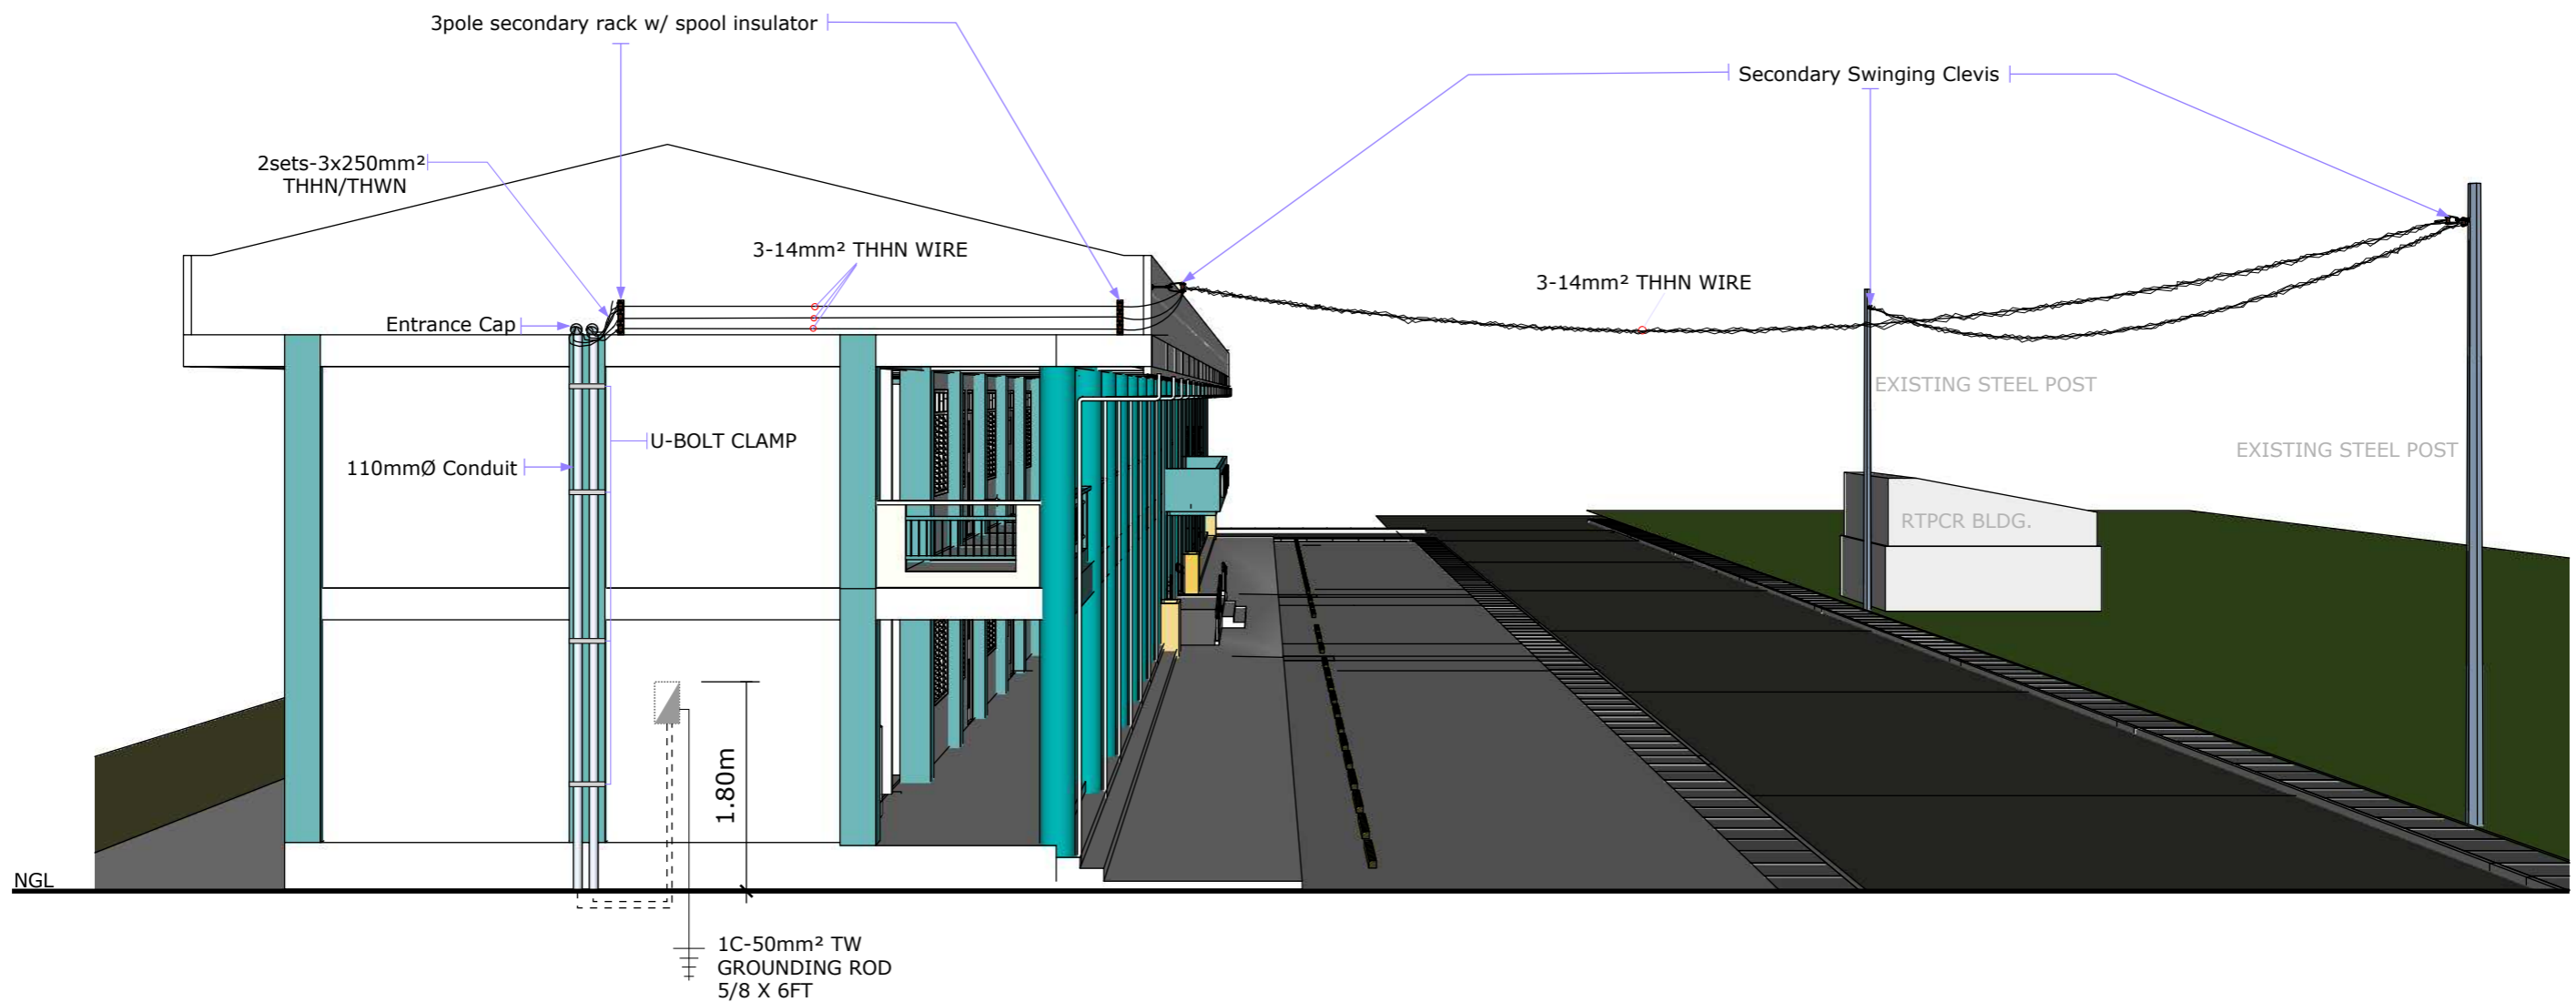 3pole secondary rack w/ spool insulator
Secondary Swinging Clevis
2sets-3x250mm²
THHN/THWN
3-14mm² THHN WIRE
3-14mm² THHN WIRE
Entrance Cap
EXISTING STEEL POST
U-BOLT CLAMP
EXISTING STEEL POST
110mmØ Conduit
RTPCR BLDG.
1.80m
NGL
1C-50mm² TW
GROUNDING ROD
5/8 X 6FT